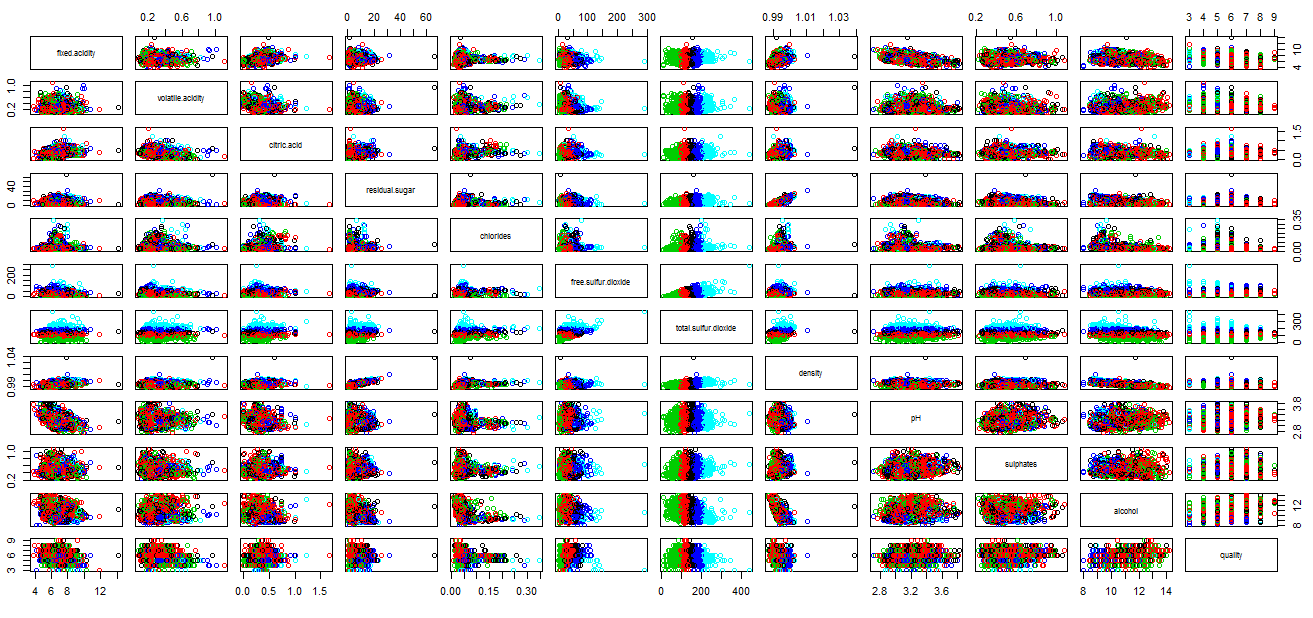 0.2 0.6 1.0 0 20 40 60 0 100 200 300 0.99 1.01 1.03 0.2 0.6 1.0 3 4 5 6 7 8 9
fixed.acidity 4 10
0.2 1.0 volatile.acidity
citric.acid 0.0 1.5
0 40 residual.sugar
chlorides 0.00 0.35
0 200 free.sulfur.dioxide
total.sulfur.dioxide 0 300
0.99 1.04 density
pH 2.8 3.8
0.2 1.0 sulphates
alcohol 8 12
3 6 9 quality
4 6 8 12 0.0 0.5 1.0 1.5 0.00 0.15 0.30 0 200 400 2.8 3.2 3.6 8 10 12 14